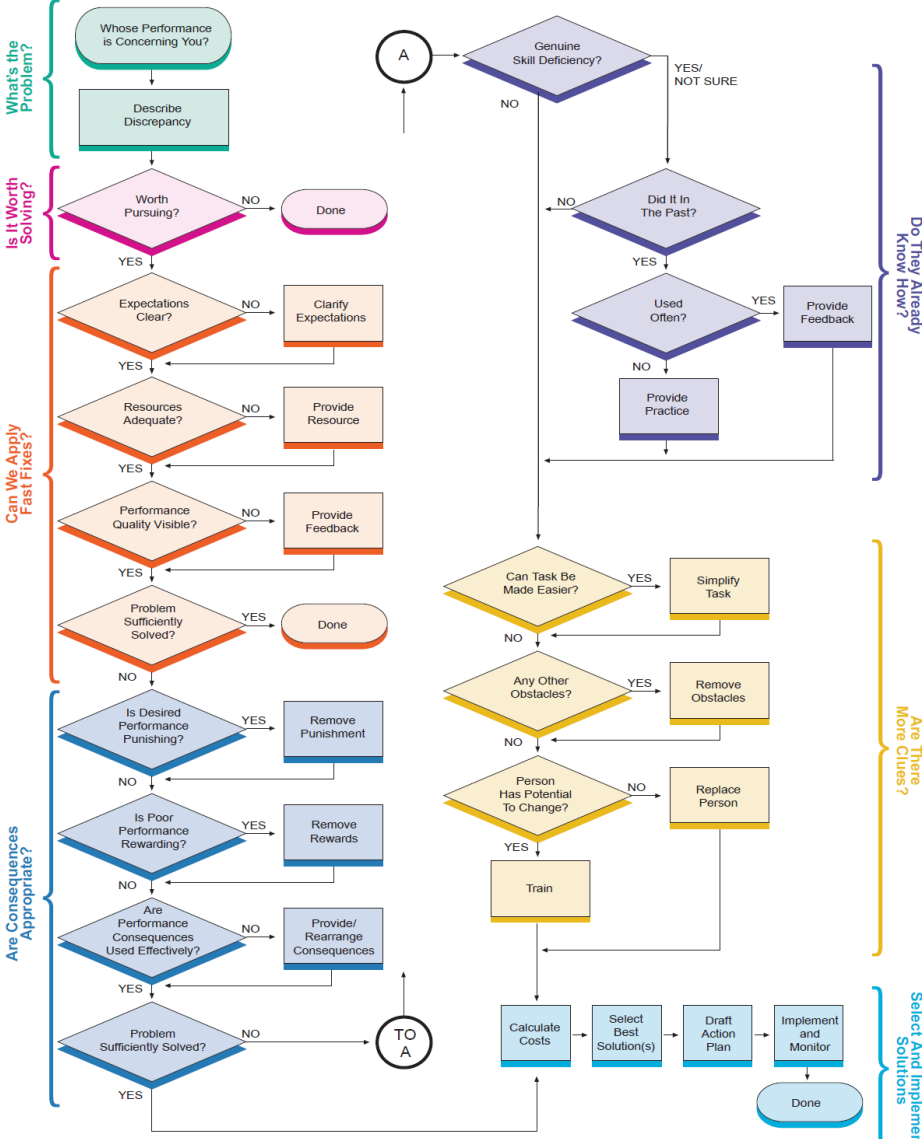 What's the
Problem?
Whose Performance
is Concerning You?
Describe
Discrepancy
Is It Worth
Solving?
Worth
Pursuing?
NO
Done
YES
Can We Apply
Fast Fixes?
Expectations
Clear?
NO
Clarify
Expectations
YES
Resources
Adequate?
NO
Provide
Resource
YES
Performance
Quality Visible?
NO
Provide
Feedback
YES
Problem
Sufficiently
Solved?
YES
Done
NO
Are Consequences
Appropriate?
Is Desired
Performance
Punishing?
YES
Remove
Punishment
NO
Is Poor
Performance
Rewarding?
YES
Remove
Rewards
NO
Are
Performance
Consequences
Used Effectively?
NO
Provide/
Rearrange
Consequences
YES
Problem
Sufficiently Solved?
NO
TO
A
YES
A
Genuine
Skill Deficiency?
YES/
NOT SURE
NO
Do They Already
Know How?
Did It In
The Past?
NO
YES
Used
Often?
YES
Provide
Feedback
NO
Provide
Practice
Are There
More Clues?
Can Task Be
Made Easier?
YES
Simplify
Task
NO
Any Other
Obstacles?
YES
Remove
Obstacles
NO
Person
Has Potential
To Change?
NO
Replace
Person
YES
Train
Select And Implemen
Solutions
Calculate
Costs
Select
Best
Solution(s)
Draft
Action
Plan
Implement
and
Monitor
Done